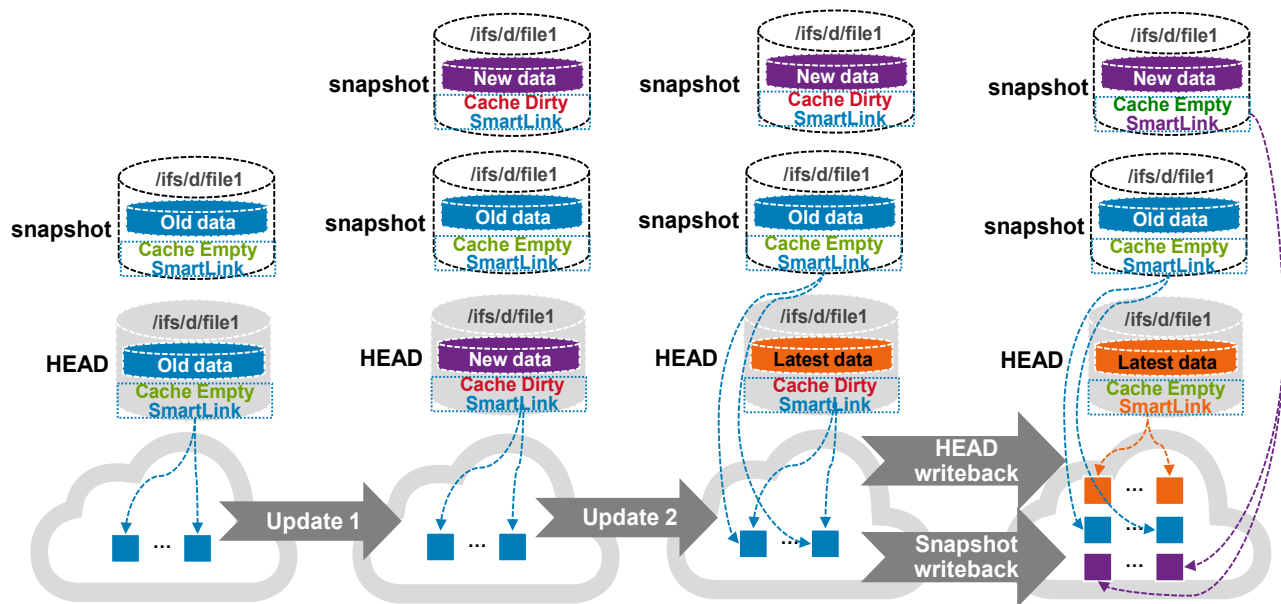 /ifs/d/file1
snapshot
New data
Cache Dirty
SmartLink
/ifs/d/file1
snapshot
New data
Cache Dirty
SmartLink
/ifs/d/file1
snapshot
New data
Cache Empty
SmartLink
/ifs/d/file1
snapshot
Old data
Cache Empty
SmartLink
/ifs/d/file1
snapshot
Old data
Cache Empty
SmartLink
/ifs/d/file1
snapshot
Old data
Cache Empty
SmartLink
/ifs/d/file1
snapshot
Old data
Cache Empty
SmartLink
/ifs/d/file1
HEAD
Old data
Cache Empty
SmartLink
/ifs/d/file1
HEAD
New data
Cache Dirty
SmartLink
/ifs/d/file1
HEAD
Latest data
Cache Dirty
SmartLink
/ifs/d/file1
HEAD
Latest data
Cache Empty
SmartLink
...
Update 1
...
Update 2
...
HEAD
writeback
Snapshot
writeback
...
...
...